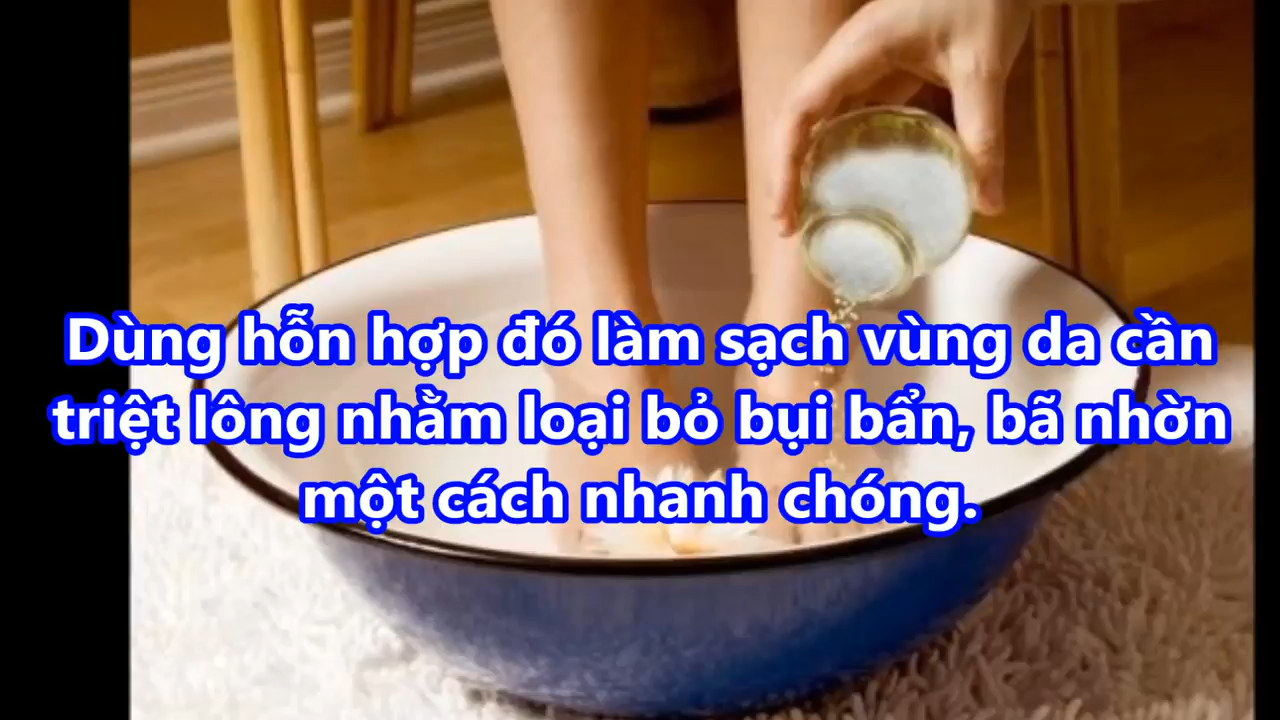 Dùng hỗn hợp đó làm sạch vùng da cần
triệt lông nhằm loại bỏ bụi bẩn, bã nhờn
một cách nhanh chóng.